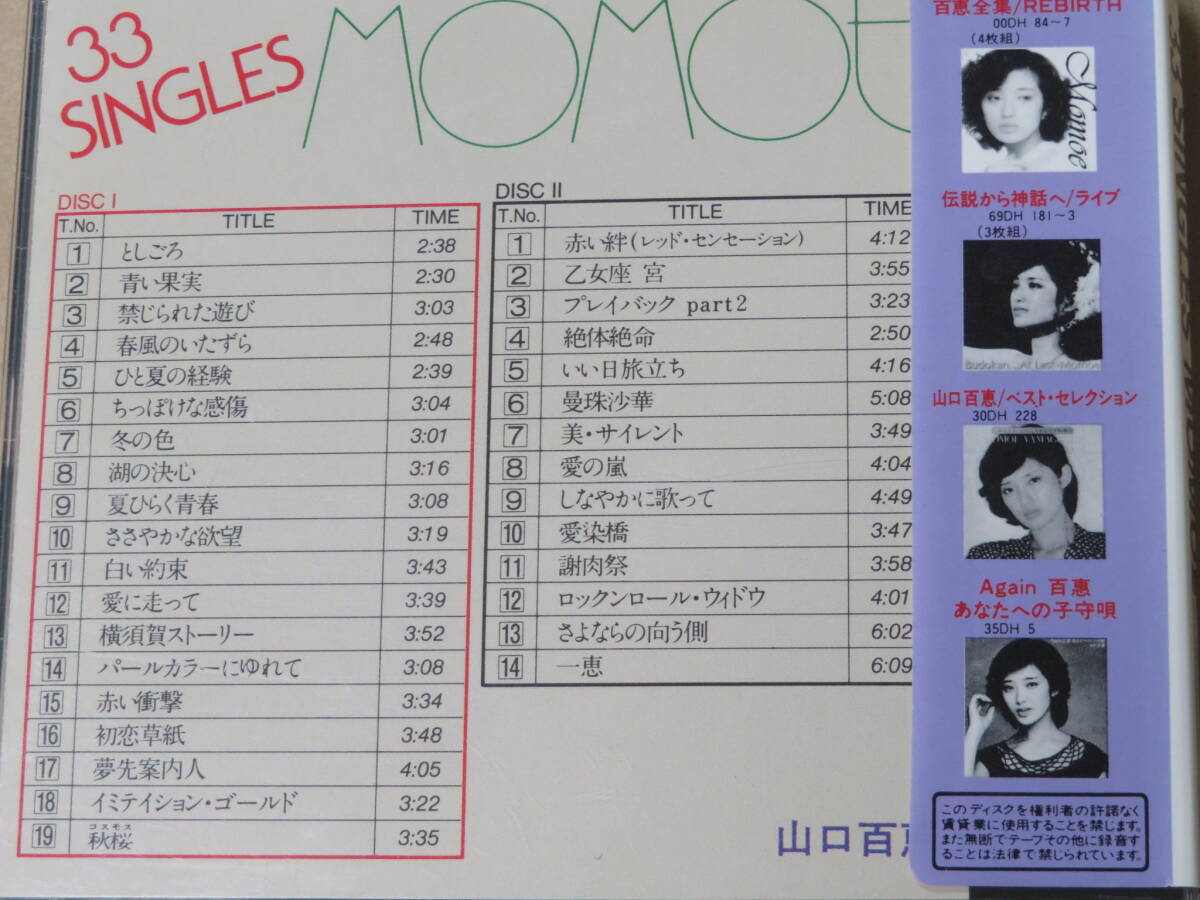 33
SINGLES
MOMOE
DISC I
T.No. TITLE TIME
1 としごろ 2:38
2 青い果実 2:30
3 禁じられた遊び 3:03
4 春風のいたずら 2:48
5 ひと夏の経験 2:39
6 ちっぽけな感傷 3:04
7 冬の色 3:01
8 湖の決心 3:16
9 夏ひらく青春 3:08
10 ささやかな欲望 3:19
11 白い約束 3:43
12 愛に走って 3:39
13 横須賀ストーリー 3:52
14 パールカラーにゆれて 3:08
15 赤い衝撃 3:34
16 初恋草紙 3:48
17 夢先案内人 4:05
18 イミテイション・ゴールド 3:22
コスモス
19 秋桜 3:35
DISC II
T.No. TITLE TIME
1 赤い絆(レッド・センセーション) 4:12
2 乙女座 宮 3:55
3 プレイバック part2 3:23
4 絶体絶命 2:50
5 いい日旅立ち 4:16
6 曼珠沙華 5:08
7 美・サイレント 3:49
8 愛の嵐 4:04
9 しなやかに歌って 4:49
10 愛染橋 3:47
11 謝肉祭 3:58
12 ロックンロール・ウィドウ 4:01
13 さよならの向う側 6:02
14 一恵 6:09
山口百恵
百恵全集/REBIRTH
00DH 84~7
(4枚組)
Momoe
伝説から神話へ/ライブ
69DH 181~3
(3枚組)
Budokan...At Last-Momoe
山口百恵/ベスト・セレクション
30DH 228
Again 百恵
あなたへの子守唄
35DH 5
このディスクを権利者の許諾なく
賃貸業に使用することを禁じます。
また無断でテープその他に録音す
ることは法律で禁じられています。